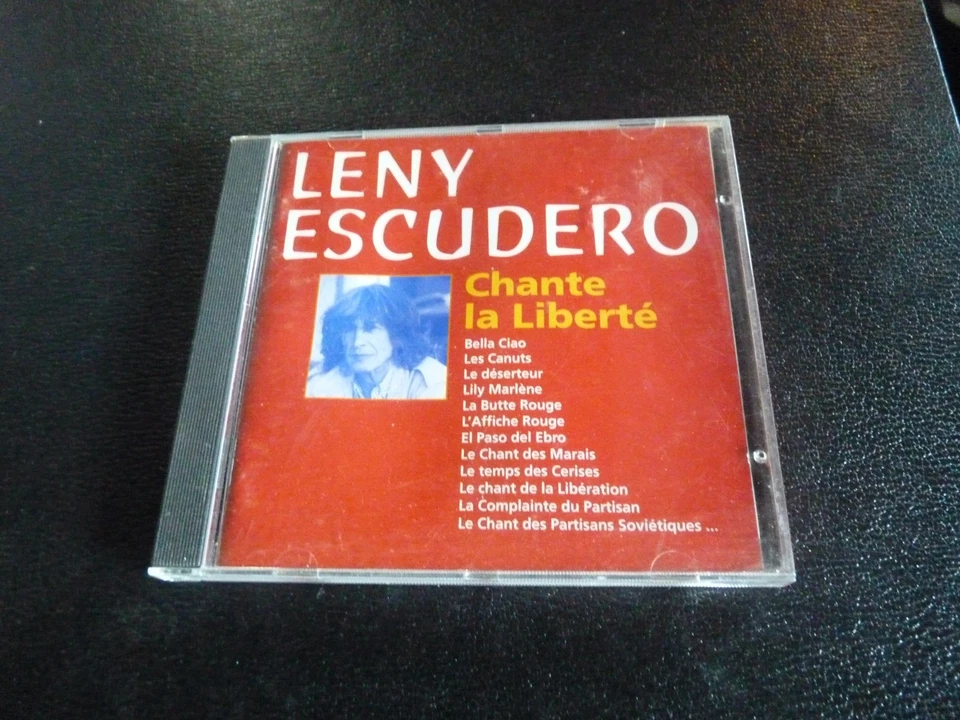 LENY
ESCUDERO
Chante
la Liberté
Bella Ciao
Les Canuts
Le déserteur
Lily Marlène
La Butte Rouge
L'Affiche Rouge
El Paso del Ebro
Le Chant des Marais
Le temps des Cerises
Le chant de la Libération
La Complainte du Partisan
Le Chant des Partisans Soviétiques ...